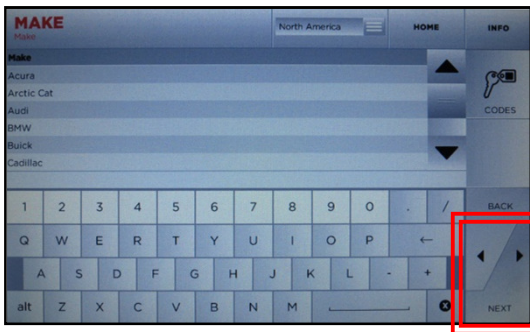 MAKE
Make
North America
HOME
INFO
Make
Acura
Arctic Cat
Audi
BMW
Buick
Cadillac
CODES
1 2 3 4 5 6 7 8 9 0 . /
BACK
Q W E R T Y U I O P ←
A S D F G H J K L - +
alt Z X C V B N M
NEXT